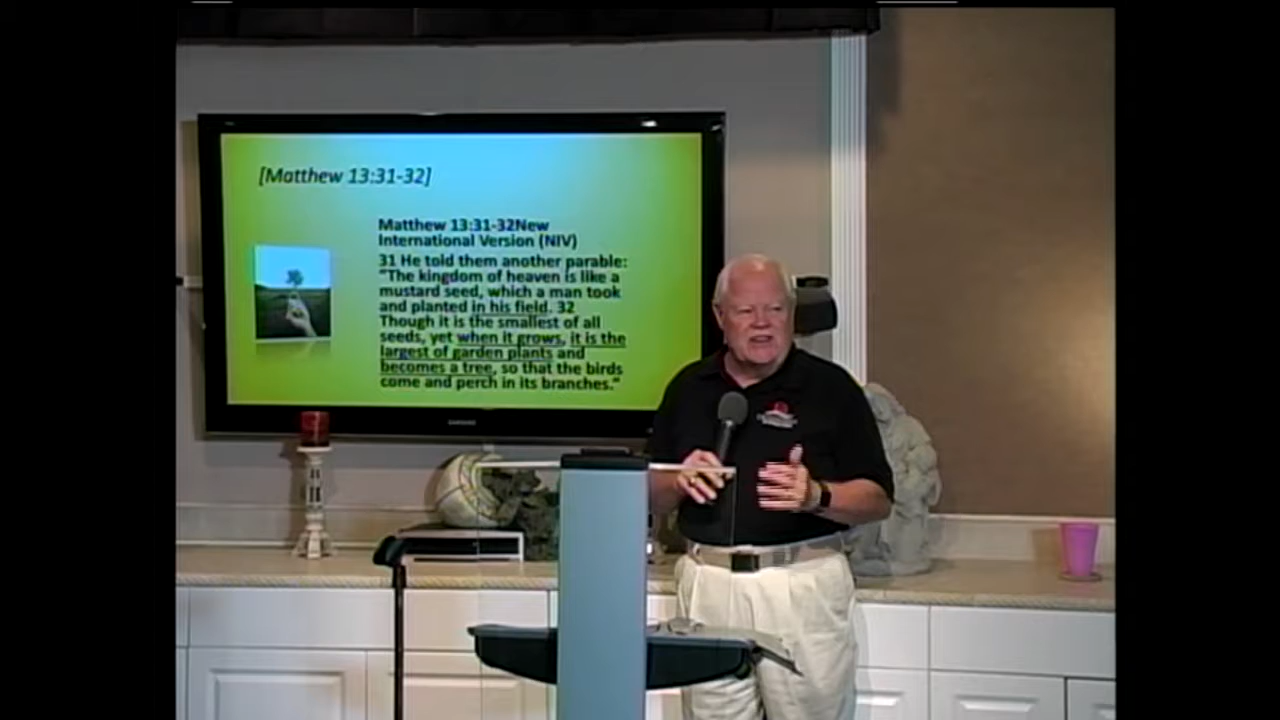 [Matthew 13:31-32]
Matthew 13:31-32New
International Version (NIV)
31 He told them another parable:
“The kingdom of heaven is like a
mustard seed, which a man took
and planted in his field. 32
Though it is the smallest of all
seeds, yet when it grows, it is the
largest of garden plants and
becomes a tree, so that the birds
come and perch in its branches.”
SAMSUNG